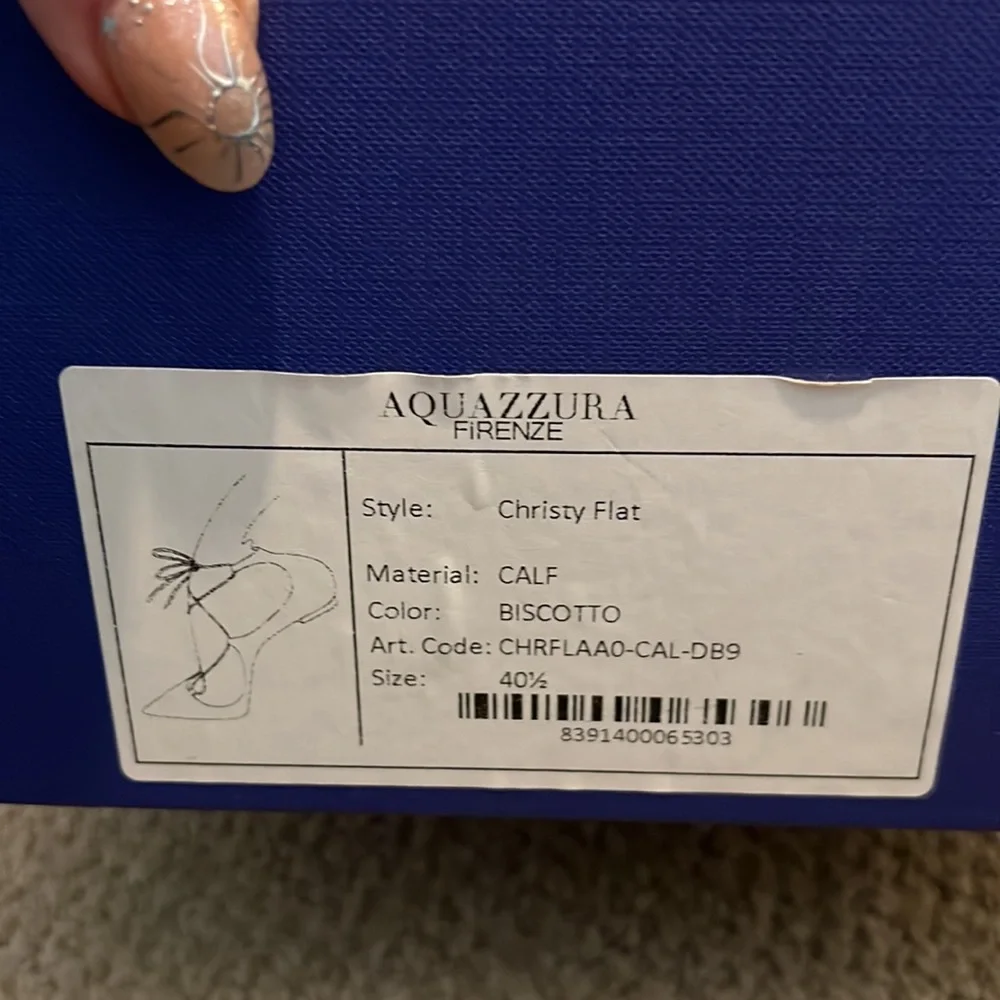 AQUAZZURA
FiRENZE
Style: Christy Flat
Material: CALF
Color: BISCOTTO
Art. Code: CHRFLAA0-CAL-DB9
Size: 40½
8391400065303